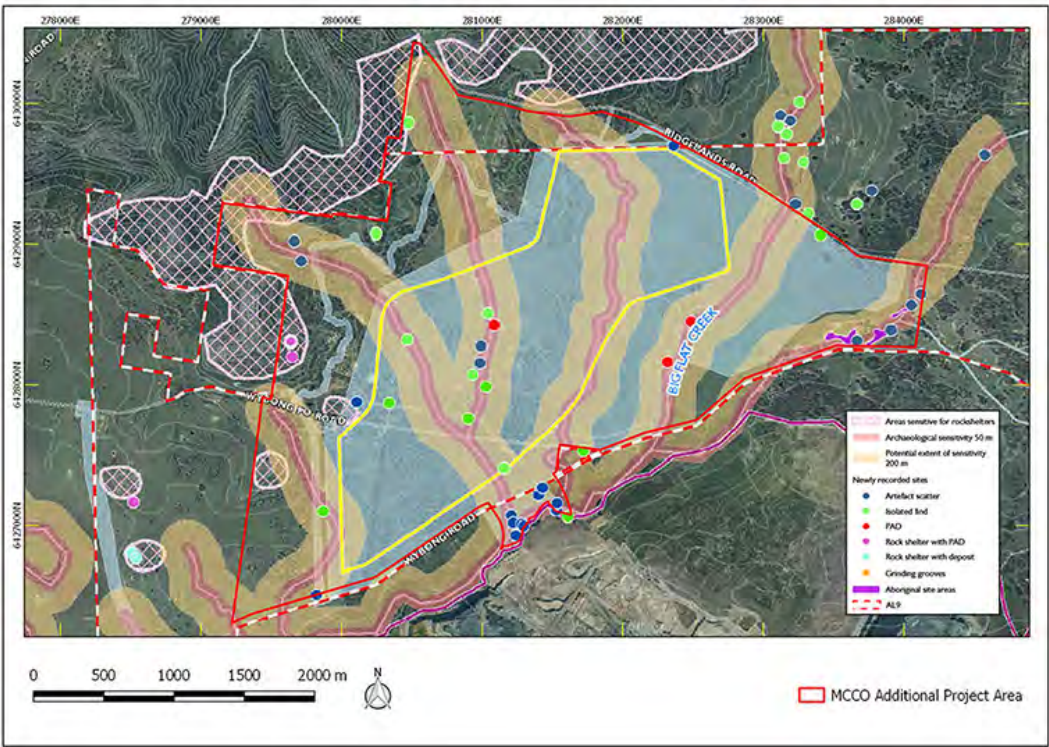 278000E 279000E 280000E 281000E 282000E 283000E 284000E
ROAD
6430000N
RIDGELANDS ROAD
6429000N
6428000N
BIG FLAT CREEK
WYBONG PO ROAD
WYBONG ROAD
6427000N
Areas sensitive for rockshelters
Archaeological sensitivity 50 m
Potential extent of sensitivity
200 m
Newly recorded sites
Artefact scatter
Isolated find
PAD
Rock shelter with PAD
Rock shelter with deposit
Grinding grooves
Aboriginal site areas
AL9
0 500 1000 1500 2000 m
N
MCCO Additional Project Area